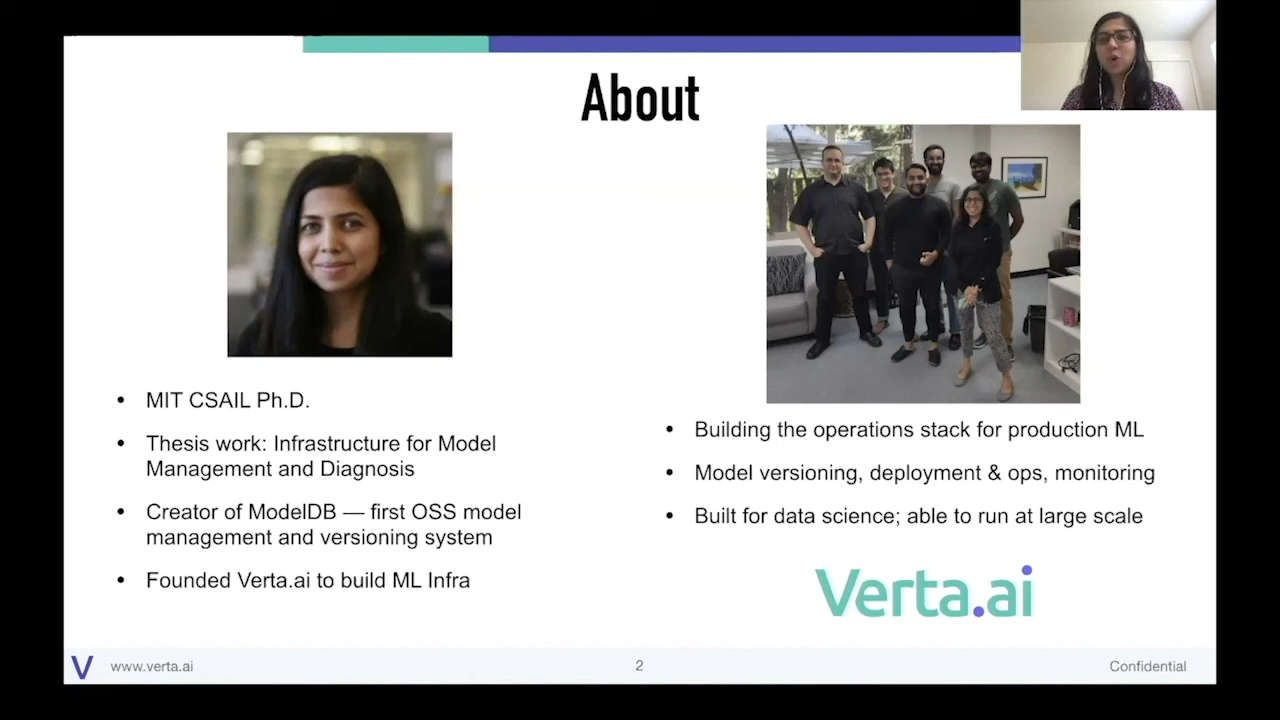 About
• MIT CSAIL Ph.D.
• Thesis work: Infrastructure for Model
Management and Diagnosis
• Creator of ModelDB — first OSS model
management and versioning system
• Founded Verta.ai to build ML Infra
• Building the operations stack for production ML
• Model versioning, deployment & ops, monitoring
• Built for data science; able to run at large scale
Verta.ai
V www.verta.ai
2
Confidential